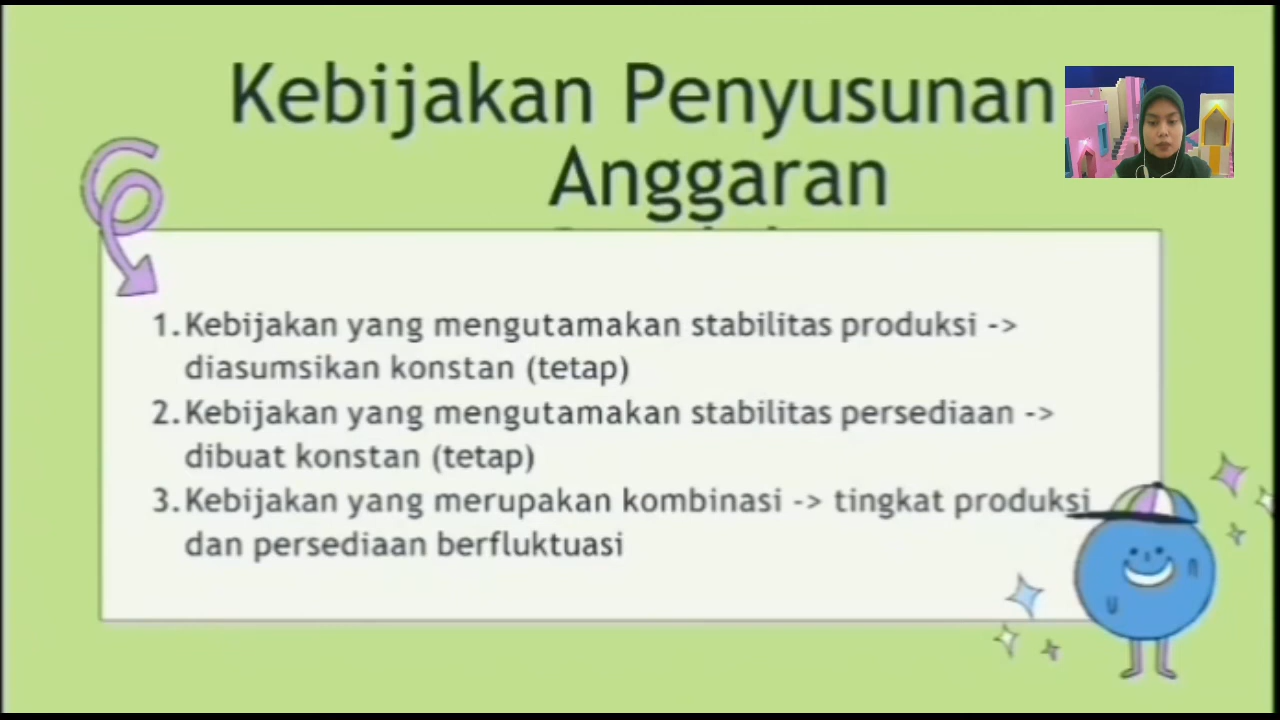 Kebijakan Penyusunan
Anggaran
1. Kebijakan yang mengutamakan stabilitas produksi ->
diasumsikan konstan (tetap)
2. Kebijakan yang mengutamakan stabilitas persediaan ->
dibuat konstan (tetap)
3. Kebijakan yang merupakan kombinasi -> tingkat produksi
dan persediaan berfluktuasi